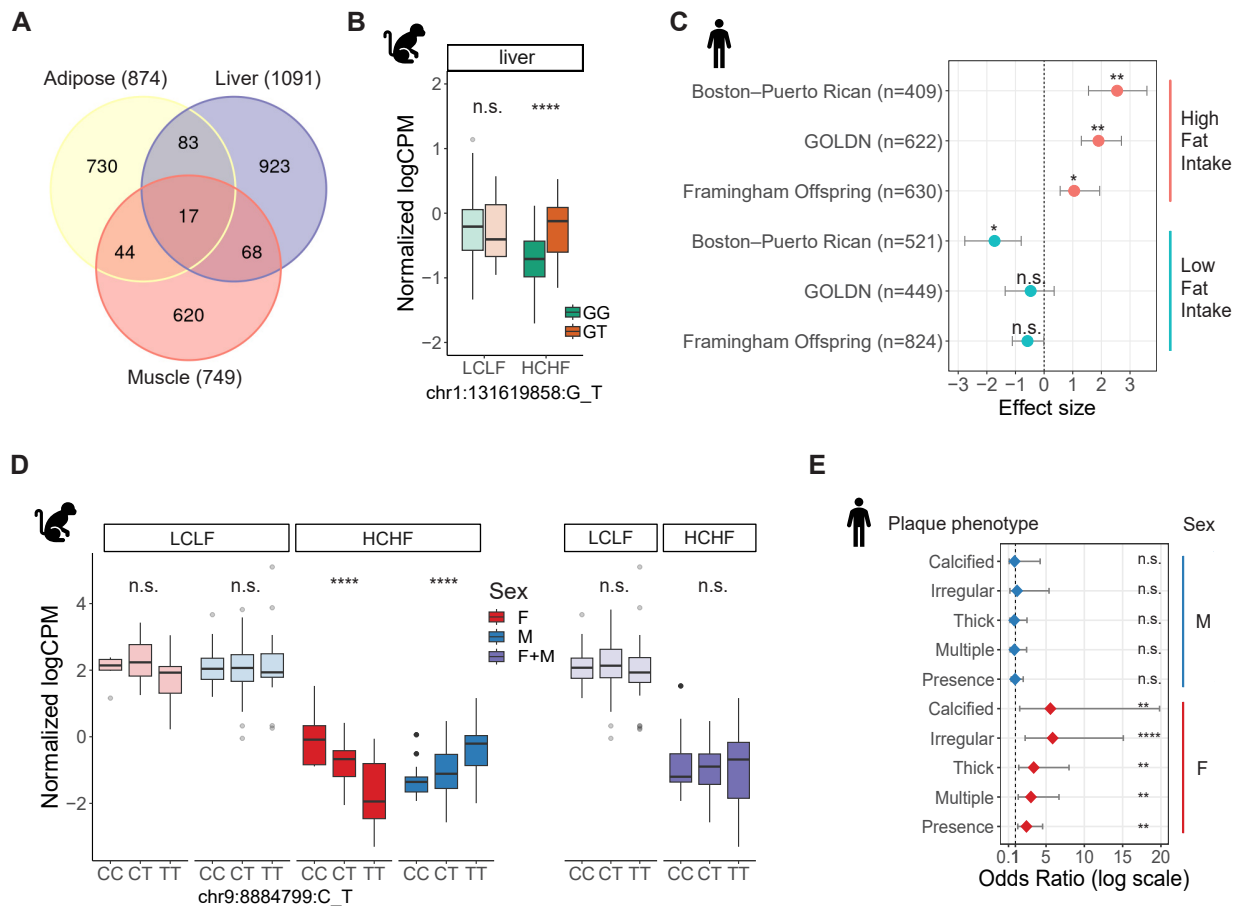 A
Adipose (874)
Liver (1091)
83
730
923
17
44
68
620
Muscle (749)
B
liver
Normalized logCPM
2
1
0
−1
−2
n.s.
****
GG
GT
LCLF
HCHF
chr1:131619858:G_T
C
Boston–Puerto Rican (n=409)
GOLDN (n=622)
Framingham Offspring (n=630)
Boston–Puerto Rican (n=521)
GOLDN (n=449)
Framingham Offspring (n=824)
**
**
*
*
n.s
n.s.
High
Fat
Intake
Low
Fat
Intake
−3 −2 −1 0 1 2 3
Effect size
D
LCLF
HCHF
LCLF
HCHF
Normalized logCPM
4
2
0
−2
n.s.
n.s.
****
****
n.s.
n.s.
Sex
F
M
F+M
CC CT TT CC CT TT CC CT TT CC CT TT CC CT TT CC CT TT
chr9:8884799:C_T
E
Plaque phenotype
Sex
Calcified n.s.
Irregular n.s.
Thick n.s.
Multiple n.s.
Presence n.s.
M
Calcified **
Irregular ****
Thick **
Multiple **
Presence **
F
0.1 1 5 10 15 20
Odds Ratio (log scale)